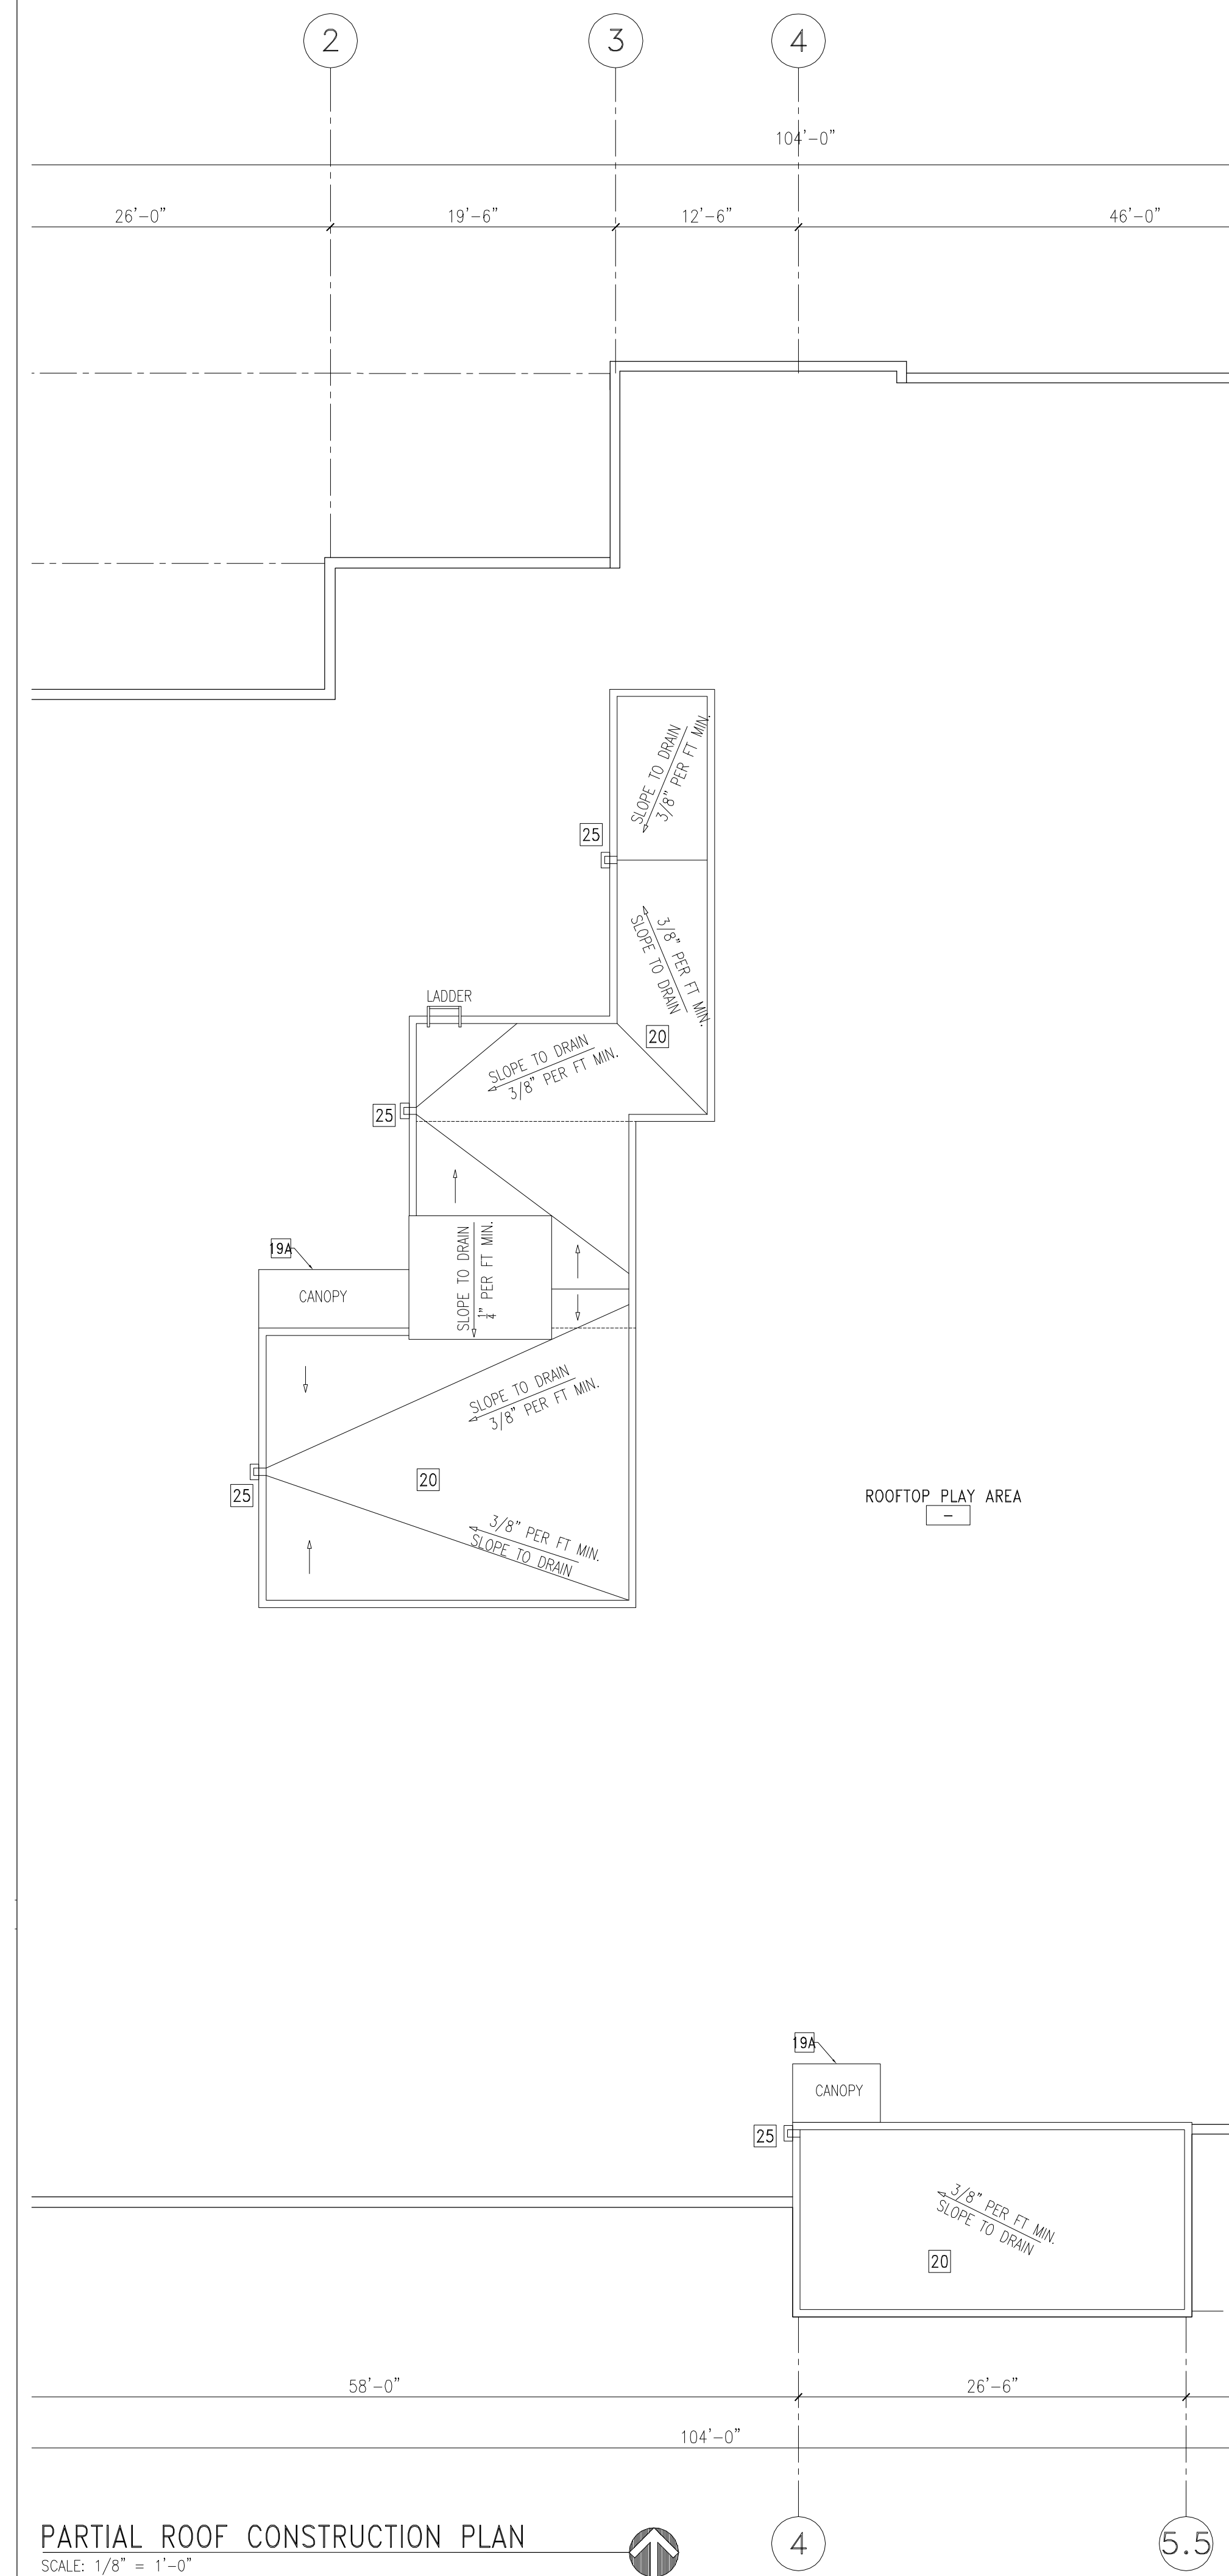 2
3
4
104'-0"
26'-0"
19'-6"
12'-6"
46'-0"
SLOPE TO DRAIN
3/8" PER FT MIN.
25
3/8" PER FT MIN.
SLOPE TO DRAIN
LADDER
20
SLOPE TO DRAIN
3/8" PER FT MIN.
25
SLOPE TO DRAIN
1/4" PER FT MIN.
19A
CANOPY
SLOPE TO DRAIN
3/8" PER FT MIN.
20
25
ROOFTOP PLAY AREA
-
3/8" PER FT MIN.
SLOPE TO DRAIN
19A
CANOPY
25
3/8" PER FT MIN.
SLOPE TO DRAIN
20
58'-0"
26'-6"
104'-0"
PARTIAL ROOF CONSTRUCTION PLAN
SCALE: 1/8" = 1'-0"
4
5.5